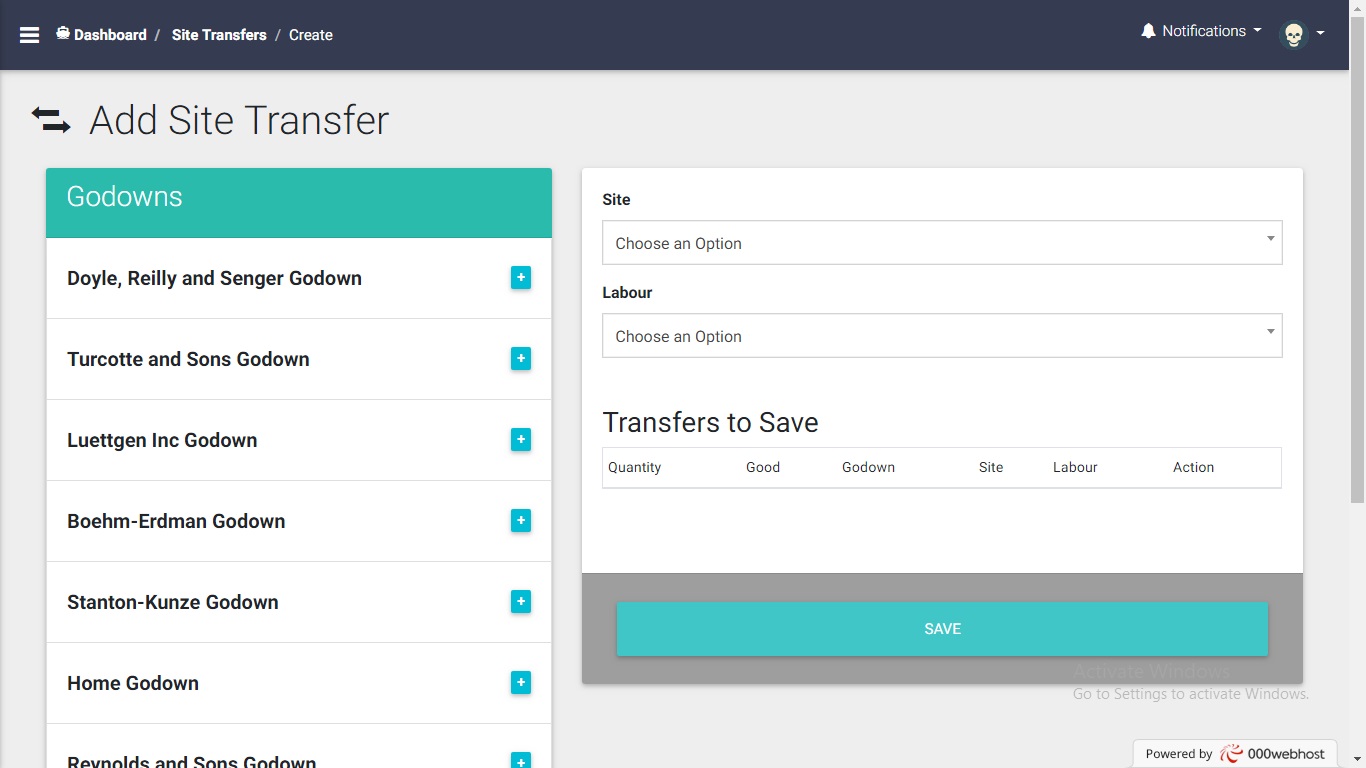 Dashboard / Site Transfers / Create
Notifications
Add Site Transfer
Godowns
Doyle, Reilly and Senger Godown
+
Turcotte and Sons Godown
+
Luettgen Inc Godown
+
Boehm-Erdman Godown
+
Stanton-Kunze Godown
+
Home Godown
+
Reynolds and Sons Godown
+
Site
Choose an Option
Labour
Choose an Option
Transfers to Save
Quantity Good Godown Site Labour Action
SAVE
Activate Windows
Go to Settings to activate Windows.
Powered by 000webhost